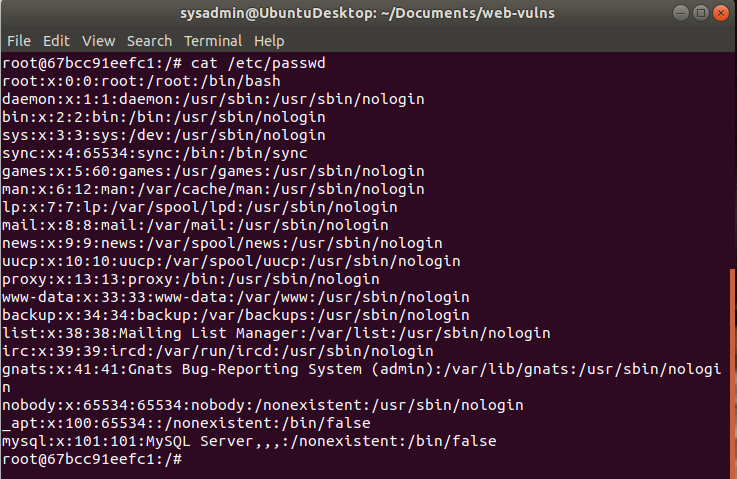 sysadmin@UbuntuDesktop: ~/Documents/web-vulns
File Edit View Search Terminal Help
root@67bcc91eefc1:/# cat /etc/passwd
root:x:0:0:root:/root:/bin/bash
daemon:x:1:1:daemon:/usr/sbin:/usr/sbin/nologin
bin:x:2:2:bin:/bin:/usr/sbin/nologin
sys:x:3:3:sys:/dev:/usr/sbin/nologin
sync:x:4:65534:sync:/bin:/bin/sync
games:x:5:60:games:/usr/games:/usr/sbin/nologin
man:x:6:12:man:/var/cache/man:/usr/sbin/nologin
lp:x:7:7:lp:/var/spool/lpd:/usr/sbin/nologin
mail:x:8:8:mail:/var/mail:/usr/sbin/nologin
news:x:9:9:news:/var/spool/news:/usr/sbin/nologin
uucp:x:10:10:uucp:/var/spool/uucp:/usr/sbin/nologin
proxy:x:13:13:proxy:/bin:/usr/sbin/nologin
www-data:x:33:33:www-data:/var/www:/usr/sbin/nologin
backup:x:34:34:backup:/var/backups:/usr/sbin/nologin
list:x:38:38:Mailing List Manager:/var/list:/usr/sbin/nologin
irc:x:39:39:ircd:/var/run/ircd:/usr/sbin/nologin
gnats:x:41:41:Gnats Bug-Reporting System (admin):/var/lib/gnats:/usr/sbin/nologi
n
nobody:x:65534:65534:nobody:/nonexistent:/usr/sbin/nologin
_apt:x:100:65534::/nonexistent:/bin/false
mysql:x:101:101:MySQL Server,,,:/nonexistent:/bin/false
root@67bcc91eefc1:/#